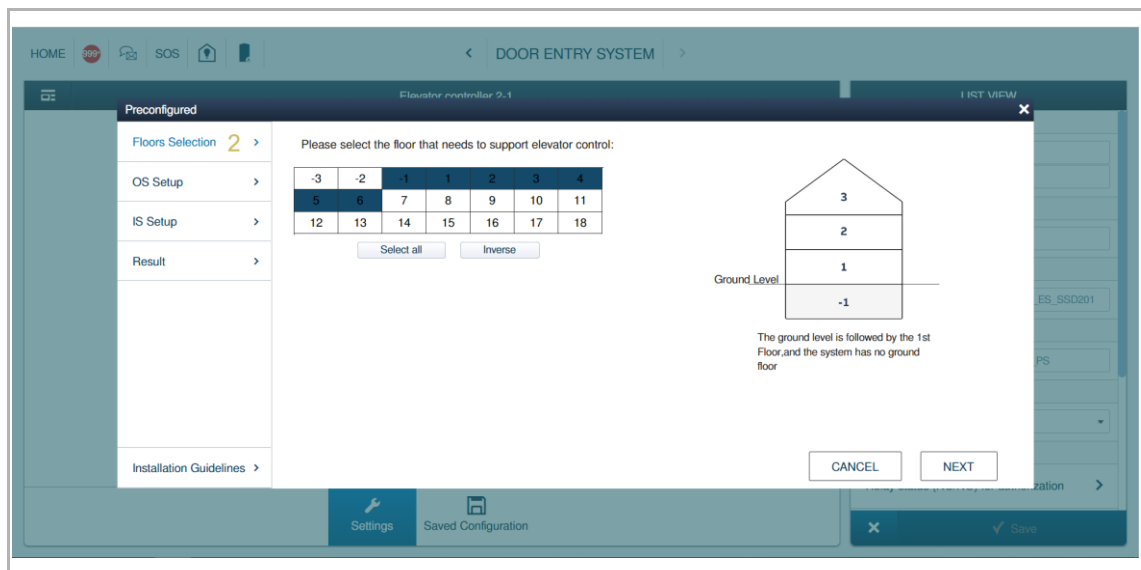 HOME 999+ SOS < DOOR ENTRY SYSTEM >
Elevator controller 2-1
LIST VIEW
Preconfigured
Floors Selection 2 >
OS Setup >
IS Setup >
Result >
Installation Guidelines >
Please select the floor that needs to support elevator control:
-3 -2 -1 1 2 3 4
5 6 7 8 9 10 11
12 13 14 15 16 17 18
Select all Inverse
3
2
1
Ground Level
-1
The ground level is followed by the 1st
Floor,and the system has no ground
floor
CANCEL NEXT
_ES_SSD201
_PS
Settings
Saved Configuration
Save